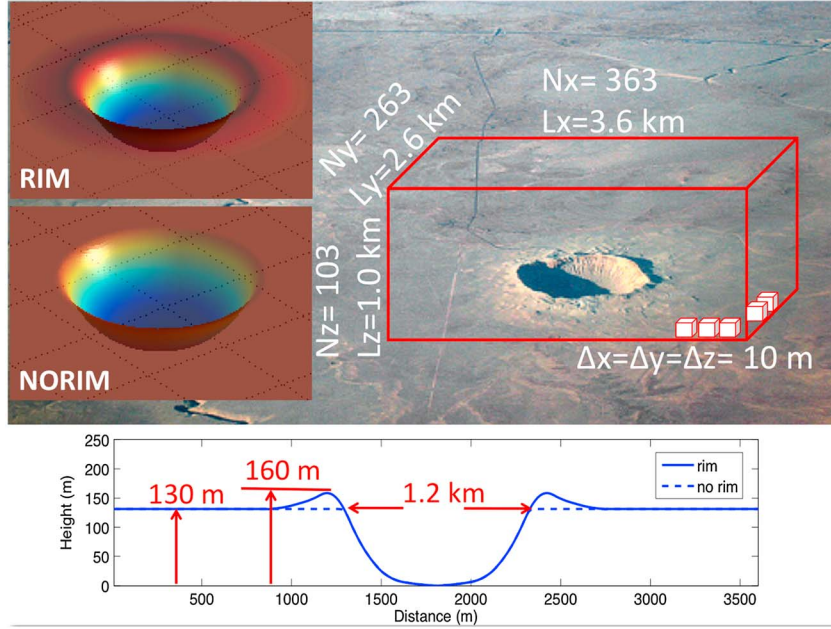 RIM
NORIM
Nx= 363
Lx=3.6 km
Ny= 263
Ly=2.6 km
Nz= 103
Lz=1.0 km
Δx=Δy=Δz= 10 m
250
200
150
100
50
0
Height (m)
130 m
160 m
1.2 km
rim
no rim
500
1000
1500
2000
2500
3000
3500
Distance (m)